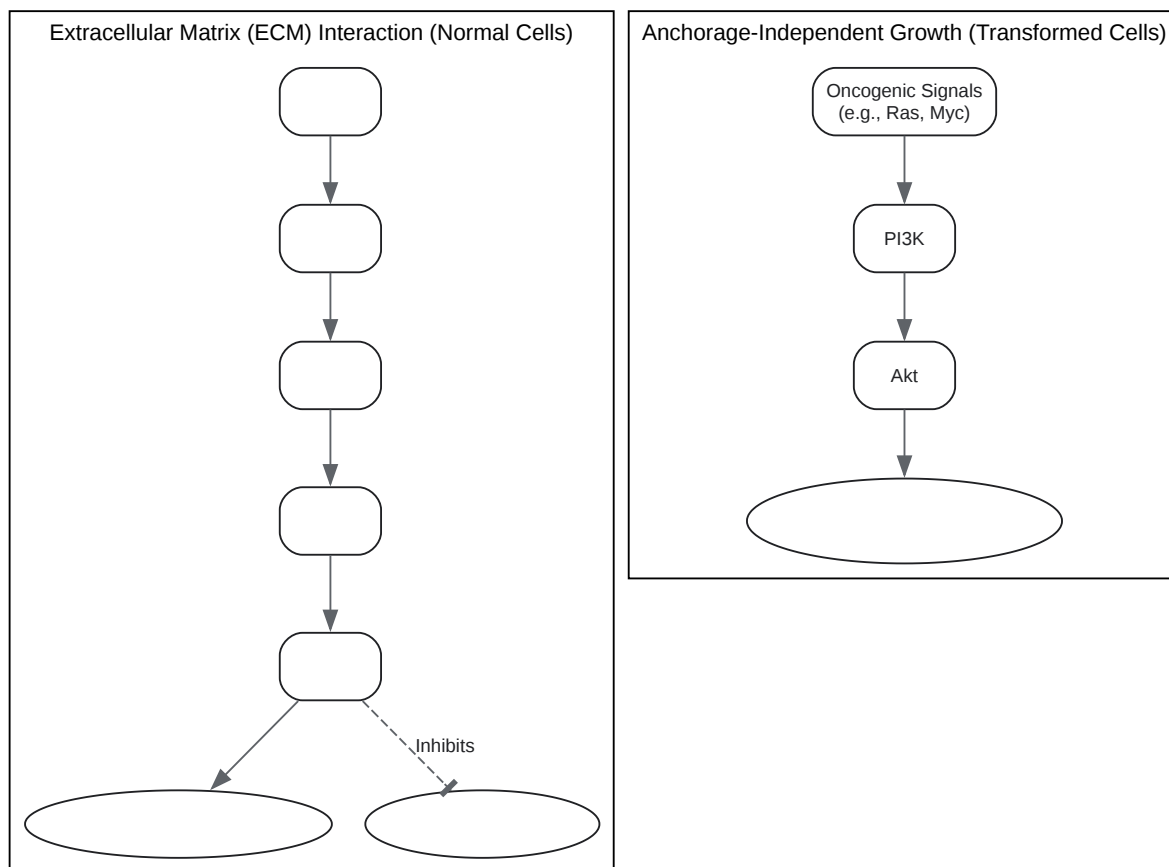 Extracellular Matrix (ECM) Interaction (Normal Cells)
Inhibits
Anchorage-Independent Growth (Transformed Cells)
Oncogenic Signals
(e.g., Ras, Myc)
PI3K
Akt